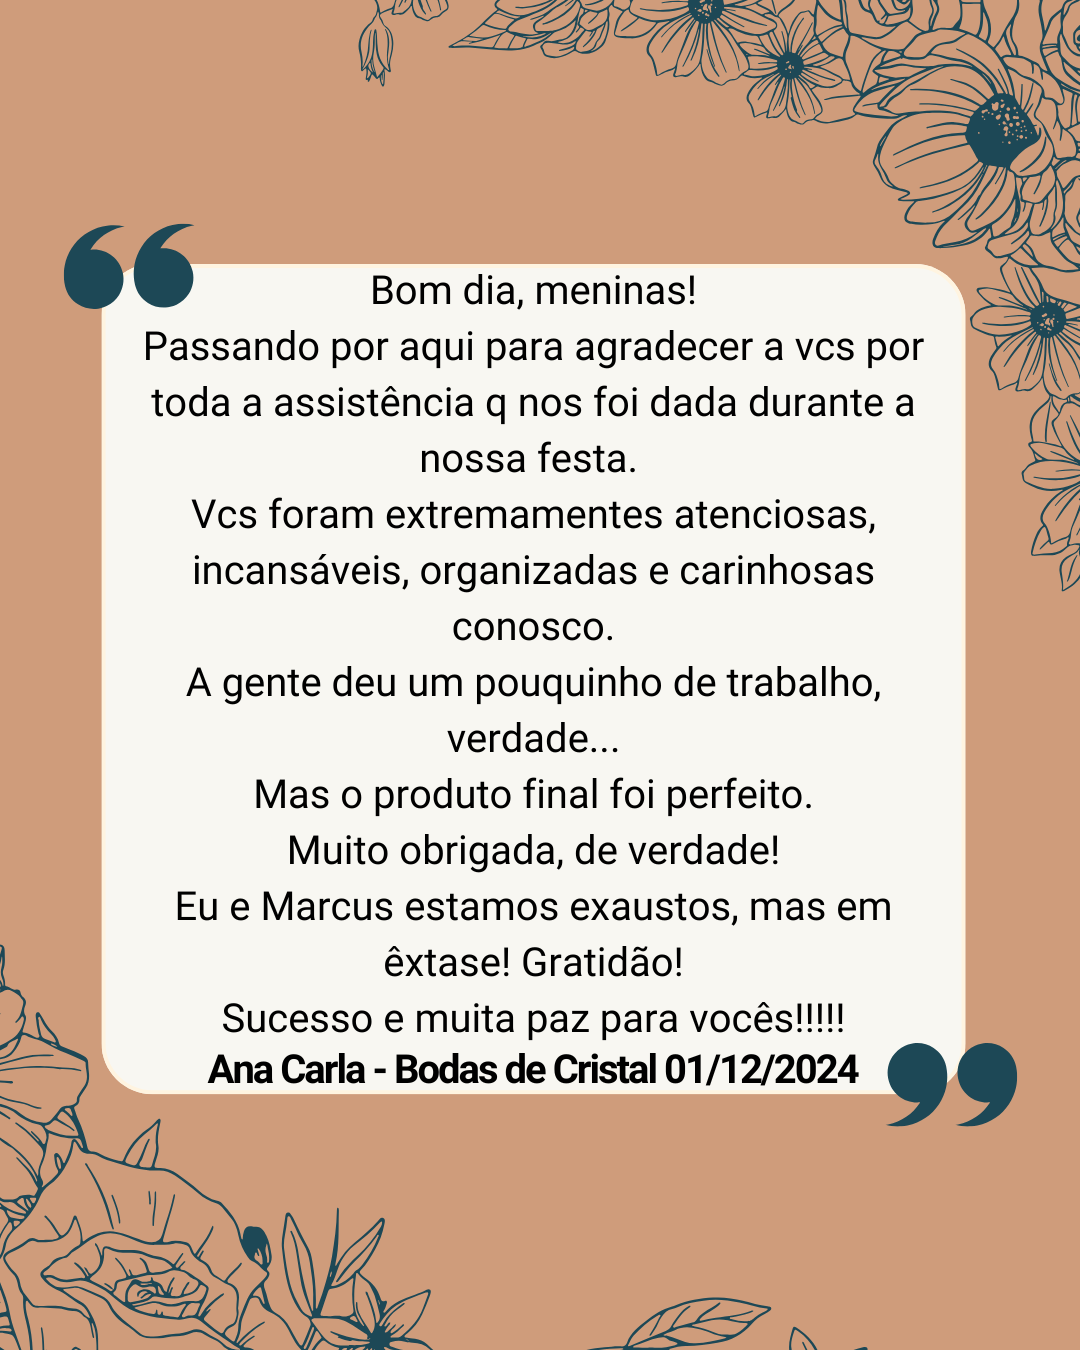 Bom dia, meninas!
Passando por aqui para agradecer a vcs por
toda a assistência q nos foi dada durante a
nossa festa.
Vcs foram extremamentes atenciosas,
incansáveis, organizadas e carinhosas
conosco.
A gente deu um pouquinho de trabalho,
verdade...
Mas o produto final foi perfeito.
Muito obrigada, de verdade!
Eu e Marcus estamos exaustos, mas em
êxtase! Gratidão!
Sucesso e muita paz para vocês!!!!!
Ana Carla - Bodas de Cristal 01/12/2024